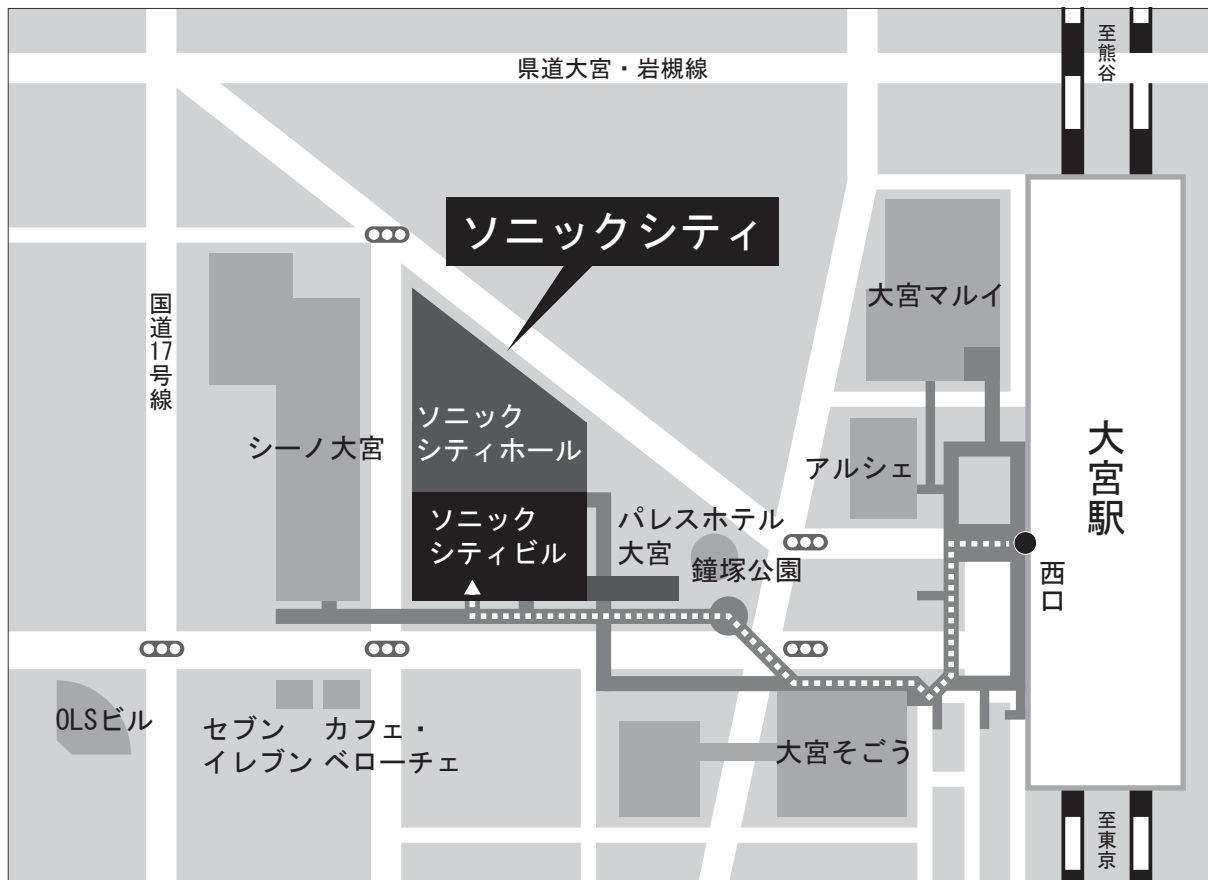 至熊谷
県道大宮・岩槻線
ソニックシティ
大宮マルイ
国道17号線
ソニック
シティホール
シーノ大宮
アルシェ
大宮駅
ソニック
シティビル
パレスホテル
大宮
鐘塚公園
西口
OLSビル
セブン
イレブン
カフェ・
ベローチェ
大宮そごう
至東京